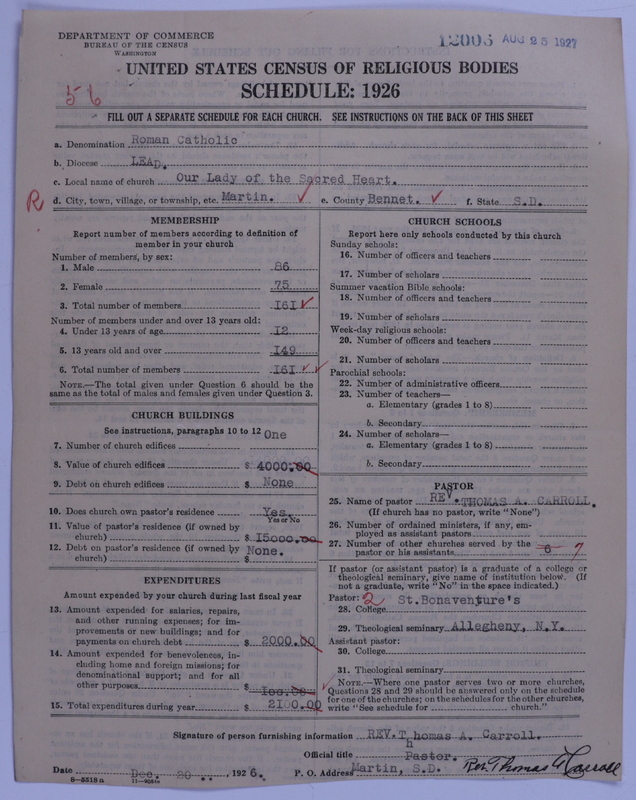 DEPARTMENT OF COMMERCE
BUREAU OF THE CENSUS
WASHINGTON
12005 AUG 25 1927
UNITED STATES CENSUS OF RELIGIOUS BODIES
SCHEDULE: 1926
56
FILL OUT A SEPARATE SCHEDULE FOR EACH CHURCH. SEE INSTRUCTIONS ON THE BACK OF THIS SHEET
a. Denomination Roman Catholic
b. Diocese LEAD.
c. Local name of church Our Lady of the Sacred Heart.
R d. City, town, village, or township, etc. Martin. e. County Bennet. f. State S.D.
MEMBERSHIP
Report number of members according to definition of
member in your church
Number of members, by sex:
1. Male 86
2. Female 75
3. Total number of members 161
Number of members under and over 13 years old:
4. Under 13 years of age 12
5. 13 years old and over 149
6. Total number of members 161
NOTE.—The total given under Question 6 should be the
same as the total of males and females given under Question 3.
CHURCH BUILDINGS
See instructions, paragraphs 10 to 12
7. Number of church edifices One
8. Value of church edifices $ 4000.00
9. Debt on church edifices $ None
10. Does church own pastor's residence Yes.
Yes or No
11. Value of pastor's residence (if owned by
church) $ 15000.00
12. Debt on pastor's residence (if owned by None.
church) $
EXPENDITURES
Amount expended by your church during last fiscal year
13. Amount expended for salaries, repairs,
and other running expenses; for im-
provements or new buildings; and for
payments on church debt $ 2000.00
14. Amount expended for benevolences, in-
cluding home and foreign missions; for
denominational support; and for all
other purposes $ 100.00
15. Total expenditures during year $ 2100.00
CHURCH SCHOOLS
Report here only schools conducted by this church
Sunday schools:
16. Number of officers and teachers
17. Number of scholars
Summer vacation Bible schools:
18. Number of officers and teachers
19. Number of scholars
Week-day religious schools:
20. Number of officers and teachers
21. Number of scholars
Parochial schools:
22. Number of administrative officers
23. Number of teachers—
a. Elementary (grades 1 to 8)
b. Secondary
24. Number of scholars—
a. Elementary (grades 1 to 8)
b. Secondary
PASTOR
25. Name of pastor REV. THOMAS A. CARROLL.
(If church has no pastor, write "None")
26. Number of ordained ministers, if any, em-
ployed as assistant pastors
27. Number of other churches served by the
pastor or his assistants 6 7
If pastor (or assistant pastor) is a graduate of a college or
theological seminary, give name of institution below. (If
not a graduate, write "No" in the space indicated.)
Pastor: 2
28. College St.Bonaventure's
29. Theological seminary Allegheny, N.Y.
Assistant pastor:
30. College
31. Theological seminary
NOTE.—Where one pastor serves two or more churches,
Questions 28 and 29 should be answered only on the schedule
for one of the churches; on the schedules for the other churches,
write "See schedule for church."
Signature of person furnishing information REV. Thomas A. Carroll.
Official title Pastor.
Date Dec. 20, 1926. P. O. Address Martin, S.D. Rev. Thomas A Carroll
8—5518a